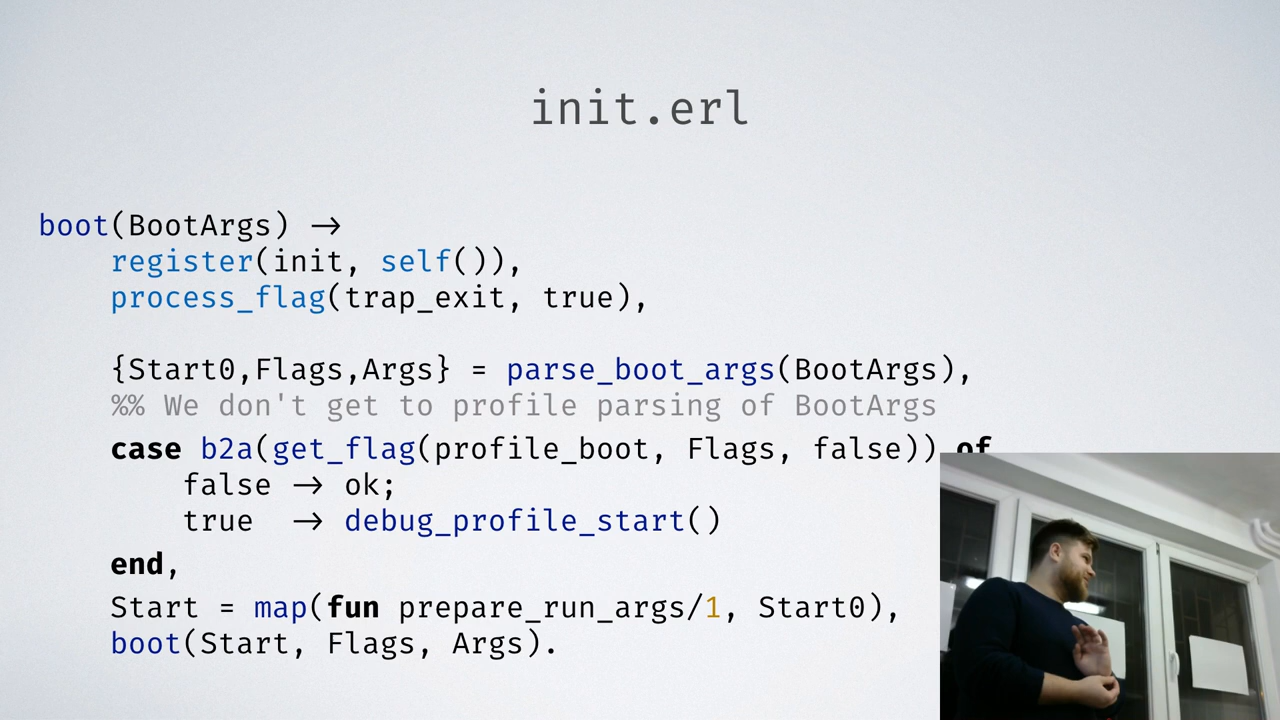 init.erl
boot(BootArgs) ->
register(init, self()),
process_flag(trap_exit, true),
{Start0,Flags,Args} = parse_boot_args(BootArgs),
%% We don't get to profile parsing of BootArgs
case b2a(get_flag(profile_boot, Flags, false)) of
false -> ok;
true -> debug_profile_start()
end,
Start = map(fun prepare_run_args/1, Start0),
boot(Start, Flags, Args).